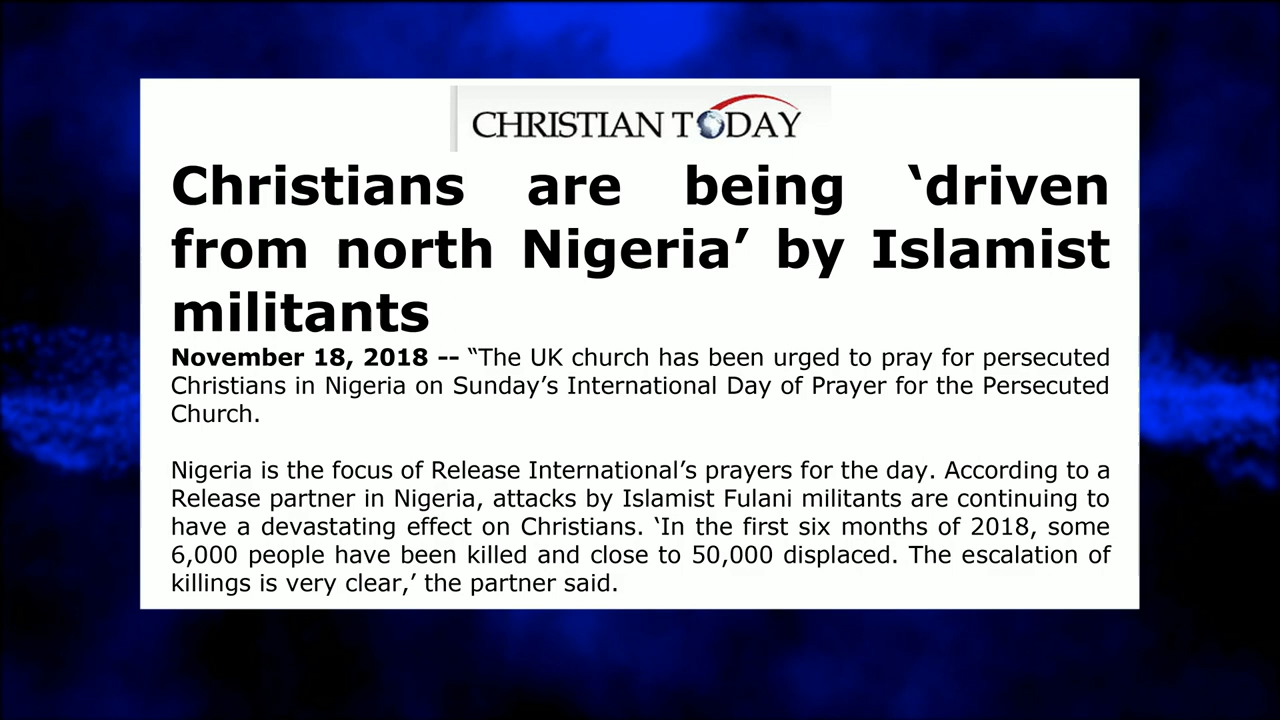 CHRISTIAN TODAY
Christians are being ‘driven
from north Nigeria’ by Islamist
militants
November 18, 2018 -- “The UK church has been urged to pray for persecuted
Christians in Nigeria on Sunday’s International Day of Prayer for the Persecuted
Church.
Nigeria is the focus of Release International’s prayers for the day. According to a
Release partner in Nigeria, attacks by Islamist Fulani militants are continuing to
have a devastating effect on Christians. ‘In the first six months of 2018, some
6,000 people have been killed and close to 50,000 displaced. The escalation of
killings is very clear,’ the partner said.